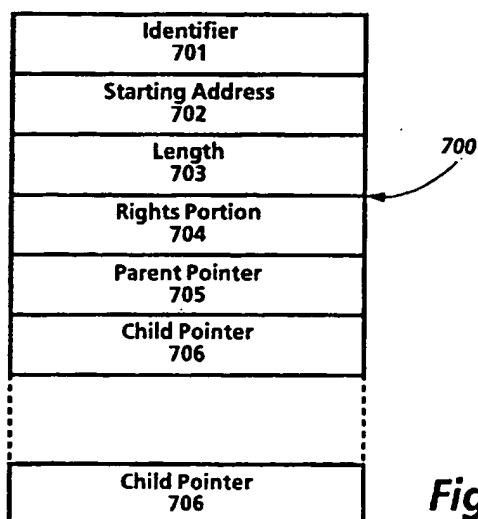 Identifier
701
Starting Address
702
Length
703
700
Rights Portion
704
Parent Pointer
705
Child Pointer
706
Child Pointer
706
Fig